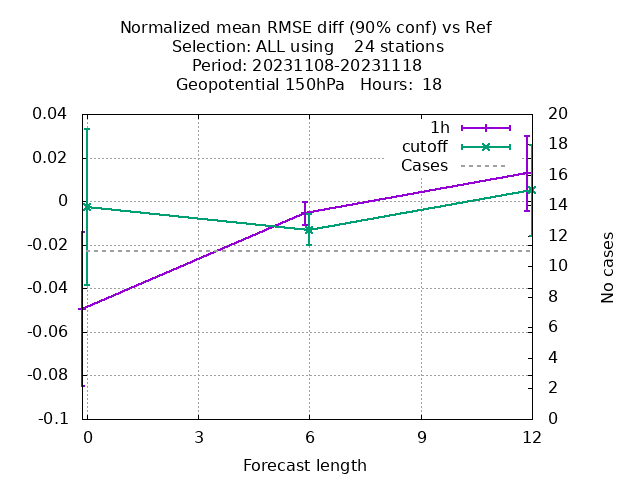 Normalized mean RMSE diff (90% conf) vs Ref
Selection: ALL using    24 stations
Period: 20231108-20231118
Geopotential 150hPa   Hours:  18
0.04
0.02
0
-0.02
-0.04
-0.06
-0.08
-0.1
1h
cutoff
Cases
20
18
16
14
12
10
8
6
4
2
0
No cases
0 3 6 9 12
Forecast length